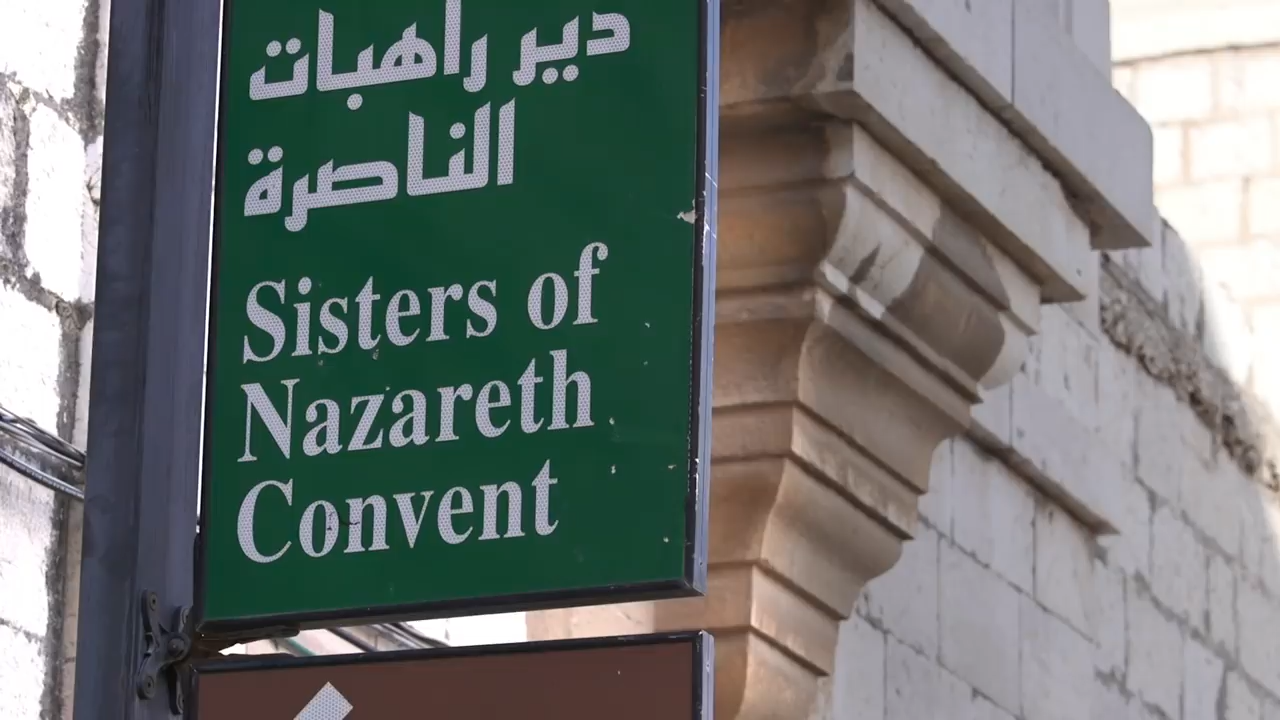 دير راهبات
الناصرة
Sisters of
Nazareth
Convent